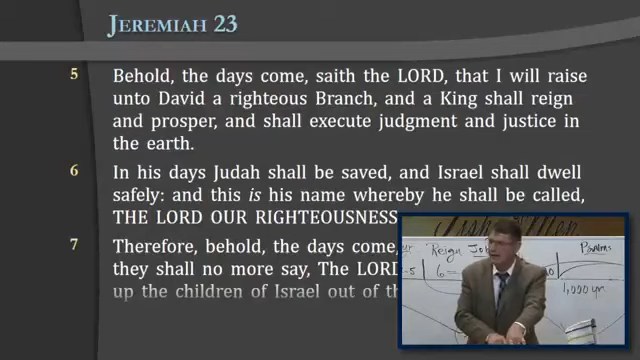 JEREMIAH 23
5 Behold, the days come, saith the LORD, that I will raise
unto David a righteous Branch, and a King shall reign
and prosper, and shall execute judgment and justice in
the earth.
6 In his days Judah shall be saved, and Israel shall dwell
safely: and this is his name whereby he shall be called,
THE LORD OUR RIGHTEOUSNESS
7 Therefore, behold, the days come,
they shall no more say, The LORD
up the children of Israel out of th
Reign
Psalms
-5
6
1,000 yr.